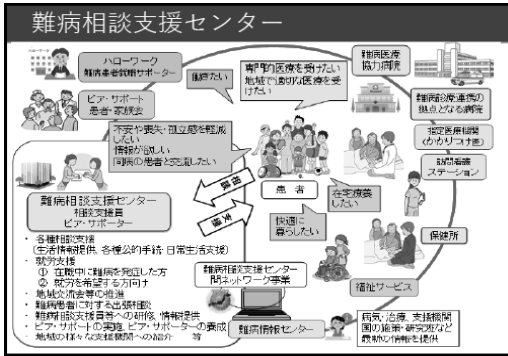 難病相談支援センター
ハローワーク
ハローワーク
難病患者就職サポーター
ピア・サポート
患者・家族会
働きたい
専門的医療を受けたい
地域で適切な医療を受
けたい
難病医療
協力病院
難病診療連携の
拠点となる病院
指定医療機関
(かかりつけ医)
訪問看護
ステーション
不安や喪失・孤立感を軽減
したい
情報が欲しい
同病の患者と交流したい
相談
支援
患者
在宅療養
したい
快適に
暮らしたい
保健所
福祉サービス
難病相談支援センター
相談支援員
ピア・サポーター
・ 各種相談支援
(生活情報提供、各種公的手続・日常生活支援)
・ 就労支援
① 在職中に難病を発症した方
② 就労を希望する方向け
・ 地域交流会等の推進
・ 難病患者に対する出張相談
・ 難病相談支援員等への研修、情報提供
・ ピア・サポートの実施、ピア・サポーターの養成
・ 地域の様々な支援機関への紹介 等
難病相談支援センター
間ネットワーク事業
難病情報センター
病気・治療、支援機関
国の施策・研究班など
最新の情報を提供